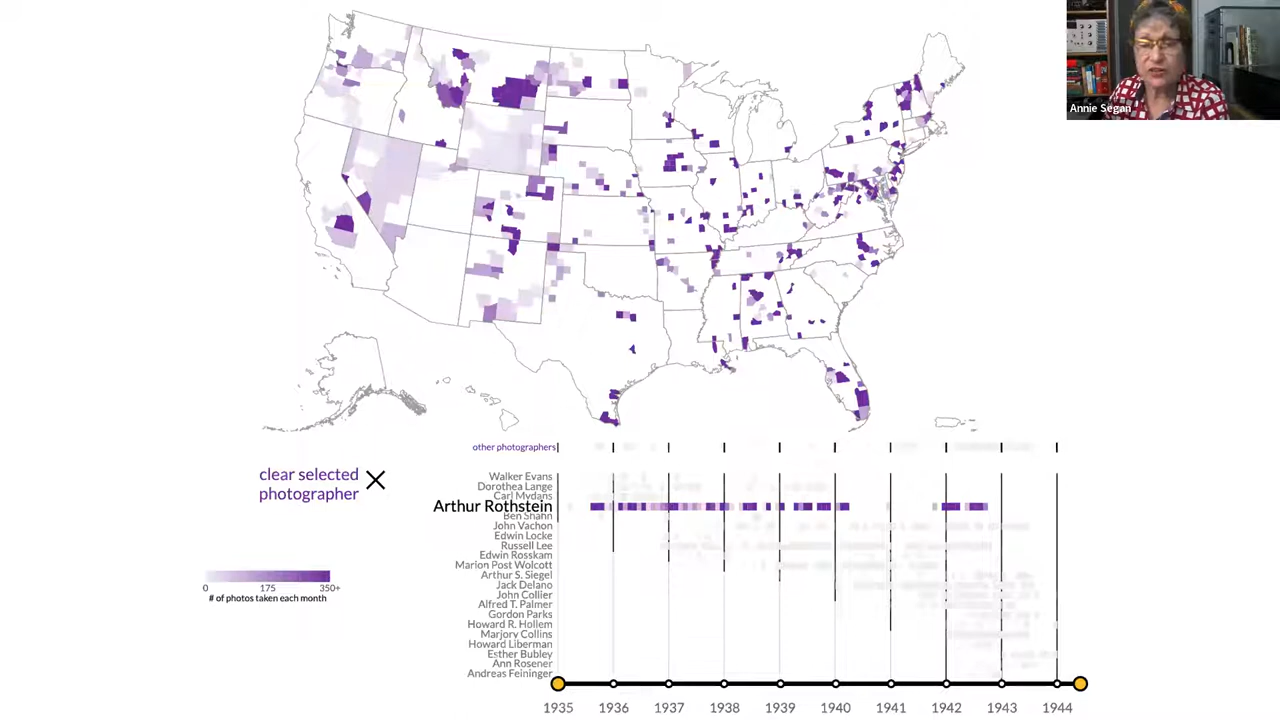 Annie Segan
other photographers
clear selected
photographer
Walker Evans
Dorothea Lange
Carl Mydans
Arthur Rothstein
Ben Shann
John Vachon
Edwin Locke
Russell Lee
Edwin Rosskam
Marion Post Wolcott
Arthur S. Siegel
Jack Delano
John Collier
Alfred T. Palmer
Gordon Parks
Howard R. Hollem
Marjory Collins
Howard Liberman
Esther Bubley
Ann Rosener
Andreas Feininger
0 175 350+
# of photos taken each month
1935 1936 1937 1938 1939 1940 1941 1942 1943 1944